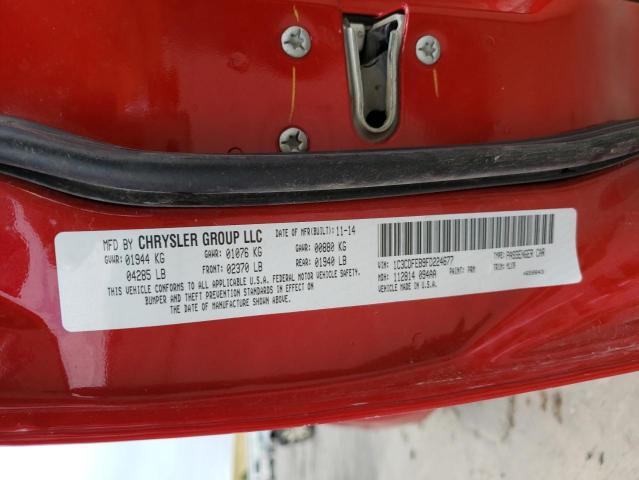 MFD BY CHRYSLER GROUP LLC
DATE OF MFR(BUILT): 11-14
GVWR: 01944 KG
GAWR: 01076 KG
GAWR: 00880 KG
04285 LB
FRONT: 02370 LB
REAR: 01940 LB
THIS VEHICLE CONFORMS TO ALL APPLICABLE U.S.A. FEDERAL MOTOR VEHICLE SAFETY,
BUMPER AND THEFT PREVENTION STANDARDS IN EFFECT ON
THE DATE OF MANUFACTURE SHOWN ABOVE.
VIN: 1C3CDFEB9FD224677
TYPE: PASSENGER CAR
MDH: 112814 094AA
PAINT: PRM
TRIM:
VEHICLE MADE IN U.S.A.